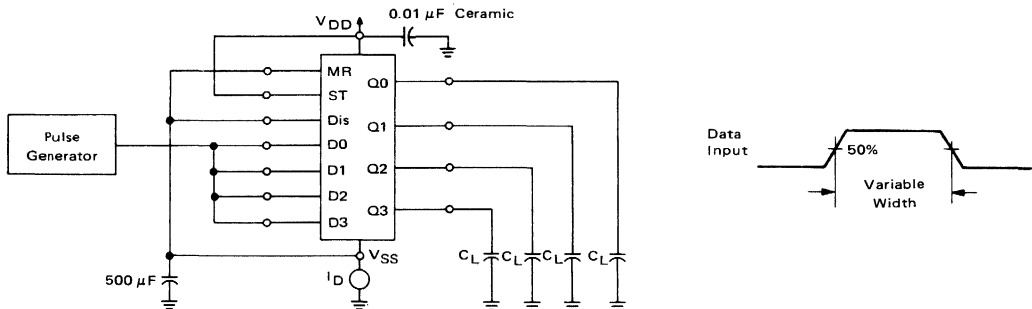 VDD
0.01 μF Ceramic
MR
ST
Dis
D0
D1
D2
D3
Q0
Q1
Q2
Q3
Pulse
Generator
VSS
ID
500 μF
CL CL CL CL
Data
Input
50%
Variable
Width